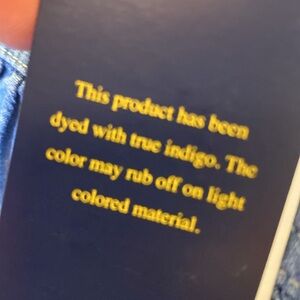 This product has been
dyed with true indigo. The
color may rub off on light
colored material.